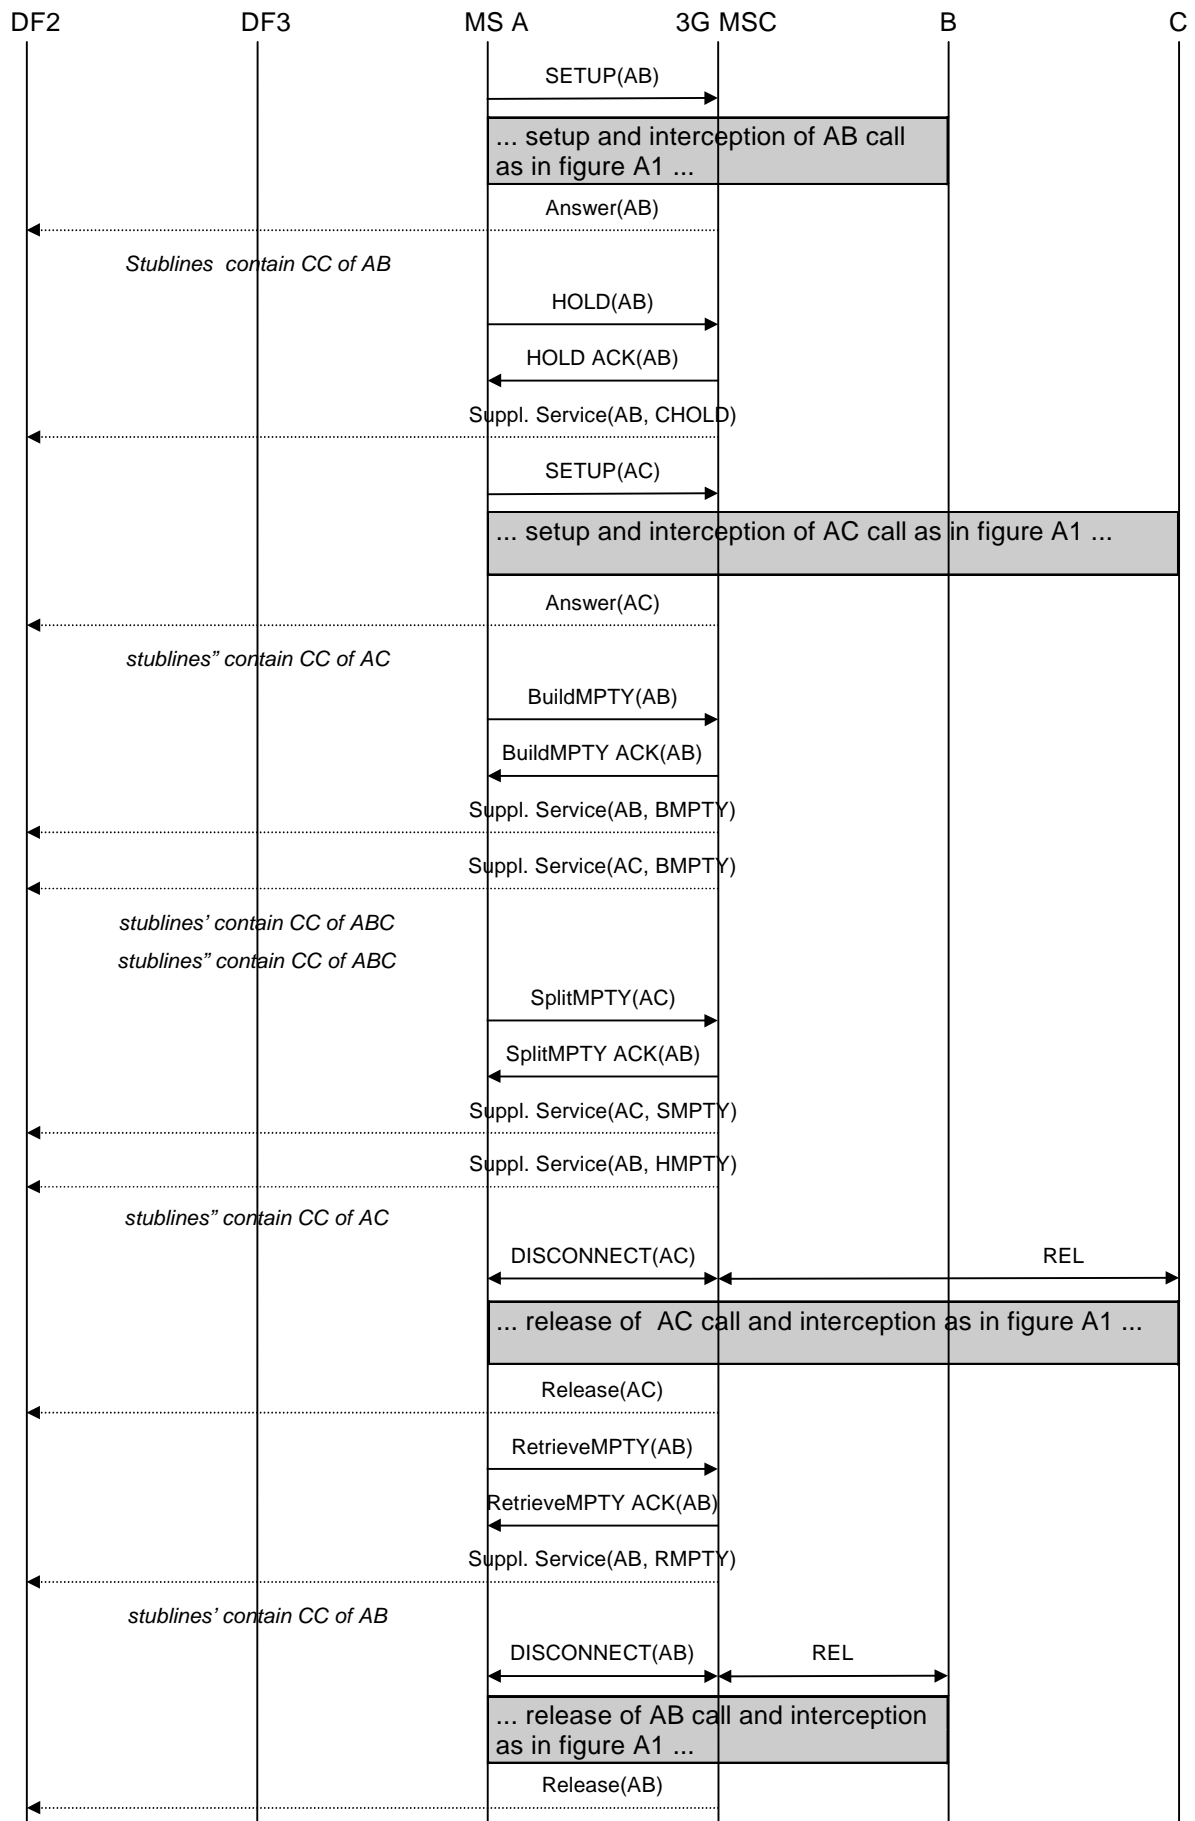 DF2 DF3 MS A 3G MSC B C
SETUP(AB)
... setup and interception of AB call
as in figure A1 ...
Answer(AB)
Stublines contain CC of AB
HOLD(AB)
HOLD ACK(AB)
Suppl. Service(AB, CHOLD)
SETUP(AC)
... setup and interception of AC call as in figure A1 ...
Answer(AC)
stublines” contain CC of AC
BuildMPTY(AB)
BuildMPTY ACK(AB)
Suppl. Service(AB, BMPTY)
Suppl. Service(AC, BMPTY)
stublines’ contain CC of ABC
stublines” contain CC of ABC
SplitMPTY(AC)
SplitMPTY ACK(AB)
Suppl. Service(AC, SMPTY)
Suppl. Service(AB, HMPTY)
stublines” contain CC of AC
DISCONNECT(AC) REL
... release of AC call and interception as in figure A1 ...
Release(AC)
RetrieveMPTY(AB)
RetrieveMPTY ACK(AB)
Suppl. Service(AB, RMPTY)
stublines’ contain CC of AB
DISCONNECT(AB) REL
... release of AB call and interception
as in figure A1 ...
Release(AB)